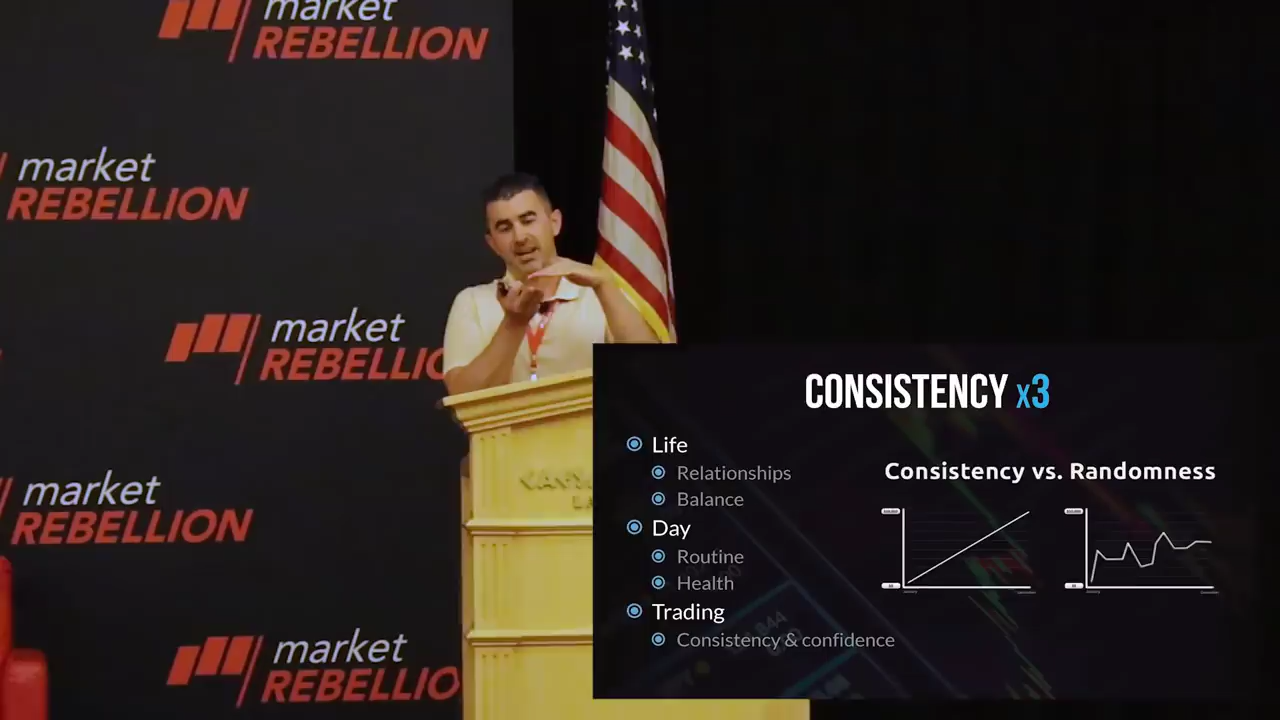 market
REBELLION
market
REBELLION
market
REBELLION
market
REBELLION
market
REBELLIO
CONSISTENCY x3
Life
Relationships
Balance
Day
Routine
Health
Trading
Consistency & confidence
Consistency vs. Randomness